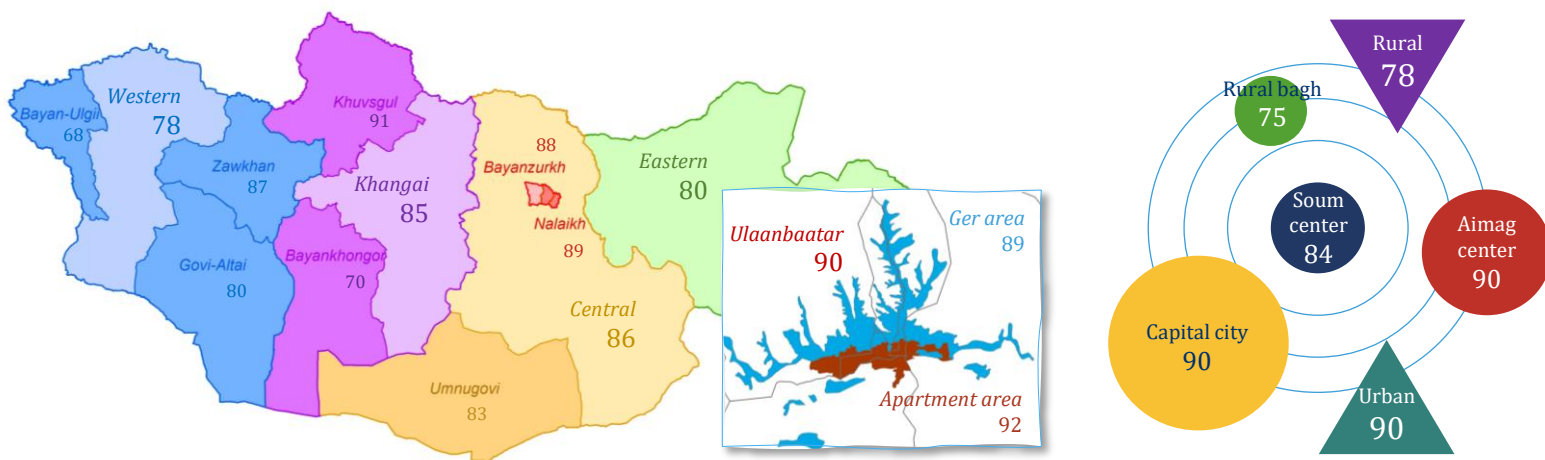 Western
78
Bayan-Ulgii
68
Khuvsgul
91
Zawkhan
87
Khangai
85
Govi-Altai
80
Bayankhongor
70
88
Bayanzurkh
Nalaikh
89
Central
86
Umnugovi
83
Eastern
80
Ulaanbaatar
90
Ger area
89
Apartment area
92
Rural
78
Rural bagh
75
Soum
center
84
Aimag
center
90
Capital city
90
Urban
90